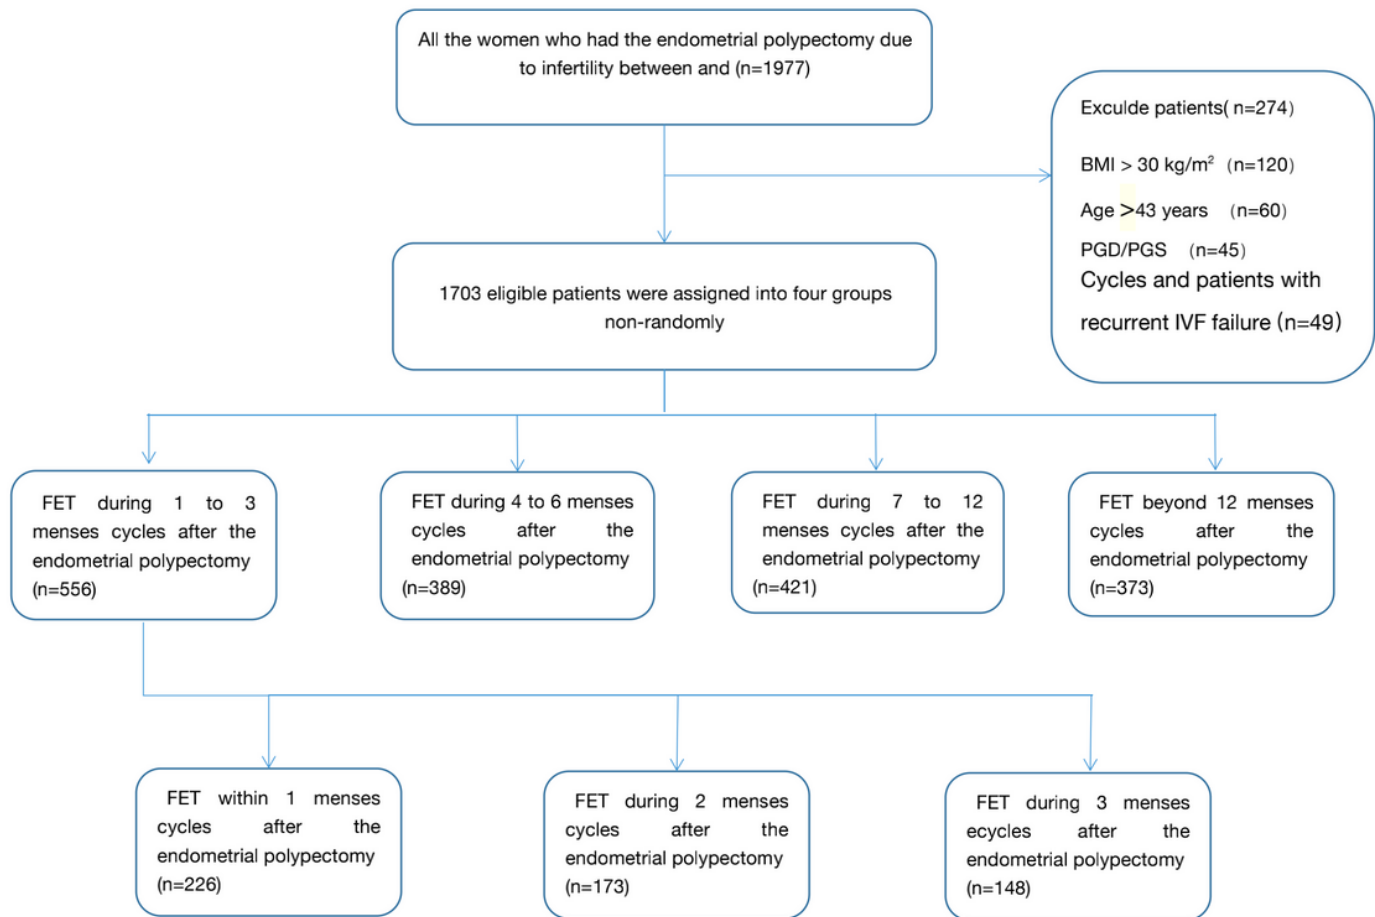 All the women who had the endometrial polypectomy due
to infertility between and (n=1977)
Exculde patients( n=274)
BMI > 30 kg/m² (n=120)
Age >43 years (n=60)
PGD/PGS (n=45)
Cycles and patients with
recurrent IVF failure (n=49)
1703 eligible patients were assigned into four groups
non-randomly
FET during 1 to 3
menses cycles after the
endometrial polypectomy
(n=556)
FET during 4 to 6 menses
cycles after the
endometrial polypectomy
(n=389)
FET during 7 to 12
menses cycles after the
endometrial polypectomy
(n=421)
FET beyond 12 menses
cycles after the
endometrial polypectomy
(n=373)
FET within 1 menses
cycles after the
endometrial polypectomy
(n=226)
FET during 2 menses
cycles after the
endometrial polypectomy
(n=173)
FET during 3 menses
ecycles after the
endometrial polypectomy
(n=148)